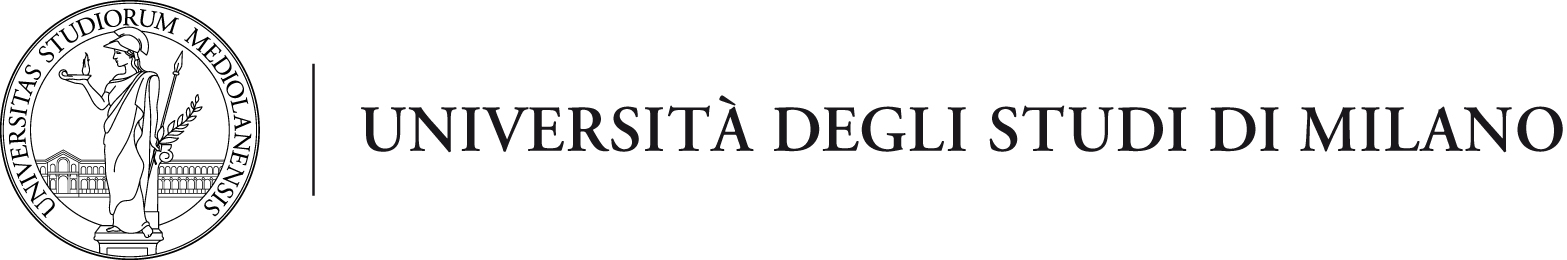 UNIVERSITAS STUDIORUM MEDIOLANENSIS
UNIVERSITÀ DEGLI STUDI DI MILANO